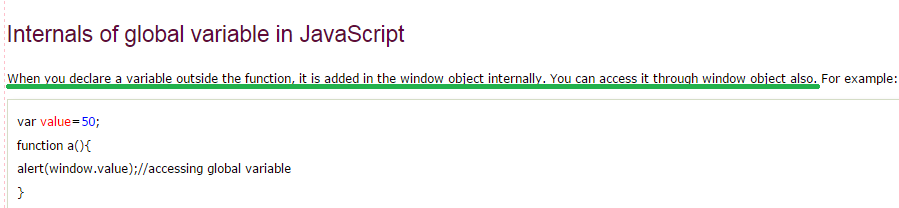 Internals of global variable in JavaScript
When you declare a variable outside the function, it is added in the window object internally. You can access it through window object also. For example:
var value=50;
function a(){
alert(window.value);//accessing global variable
}